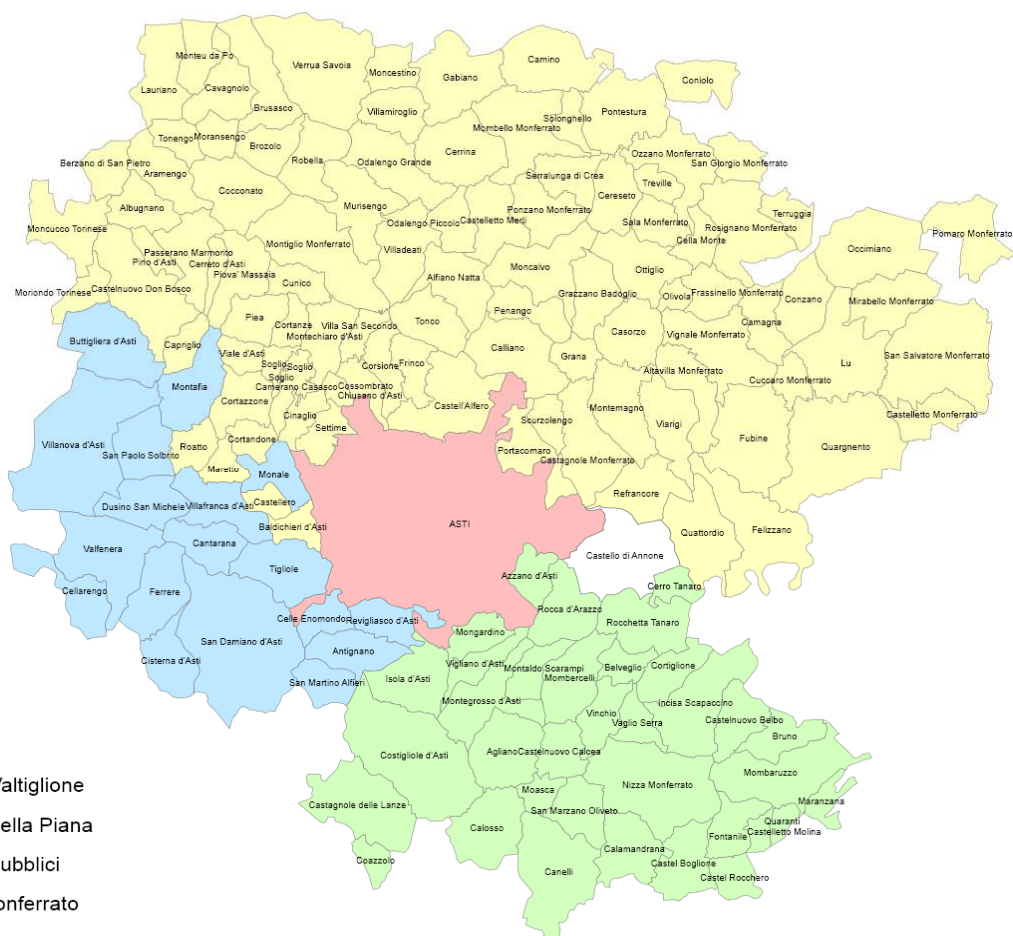 Monteu da Po
Verrua Savoia
Moncestino
Gabiano
Camino
Coniolo
Lauriano
Cavagnolo
Brusasco
Villamiroglio
Solonghello
Pontestura
Mombello Monferrato
Tonengo
Moransengo
Brozolo
Robella
Odalengo Grande
Cerrina
Ozzano Monferrato
San Giorgio Monferrato
Berzano di San Pietro
Aramengo
Cocconato
Serralunga di Crea
Cereseto
Treville
Albugnano
Murisengo
Odalengo Piccolo
Castelletto Merli
Ponzano Monferrato
Sala Monferrato
Terruggia
Rosignano Monferrato
Moncucco Torinese
Cella Monte
Pomaro Monferrato
Passerano Marmorito
Pino d'Asti
Cerreto d'Asti
Montiglio Monferrato
Villadeati
Occimiano
Piova' Massaia
Cunico
Alfiano Natta
Moncalvo
Ottiglio
Moriondo Torinese
Castelnuovo Don Bosco
Grazzano Badoglio
Olivola
Frassinello Monferrato
Conzano
Mirabello Monferrato
Piea
Cortanze
Villa San Secondo
Tonco
Penango
Camagna
Buttigliera d'Asti
Capriglio
Montechiaro d'Asti
Casorzo
Vignale Monferrato
Viale d'Asti
Calliano
Grana
San Salvatore Monferrato
Soglio
Soglio
Soglio
Corsione
Frinco
Lu
Altavilla Monferrato
Montafia
Camerano Casasco
Cossombrato
Cuccaro Monferrato
Chiusano d'Asti
Cortazzone
Castell'Alfero
Montemagno
Castelletto Monferrato
Cinaglio
Settime
Scurzolengo
Viarigi
Villanova d'Asti
Roatto
Cortandone
Fubine
Quargnento
San Paolo Solbrito
Portacomaro
Castagnole Monferrato
Maretto
Monale
Refrancore
Dusino San Michele
Villafranca d'Asti
Castellero
Baldichieri d'Asti
ASTI
Quattordio
Felizzano
Cantarana
Valfenera
Castello di Annone
Tigliole
Azzano d'Asti
Cellarengo
Ferrere
Cerro Tanaro
Rocca d'Arazzo
Celle Enomondo
Revigliasco d'Asti
Rocchetta Tanaro
San Damiano d'Asti
Mongardino
Antignano
Cisterna d'Asti
Vigliano d'Asti
Montaldo Scarampi
Belveglio
Cortiglione
Isola d'Asti
Mombercelli
San Martino Alfieri
Montegrosso d'Asti
Incisa Scapaccino
Vinchio
Vaglio Serra
Castelnuovo Belbo
Bruno
Costigliole d'Asti
Agliano
Castelnuovo Calcea
Mombaruzzo
Valtiglione
Nizza Monferrato
Moasca
Castagnole delle Lanze
San Marzano Oliveto
Maranzana
ella Piana
Calosso
Quaranti
Castelletto Molina
Fontanile
Calamandrana
Coazzolo
ubblici
Canelli
Castel Boglione
Castel Rocchero
onferrato